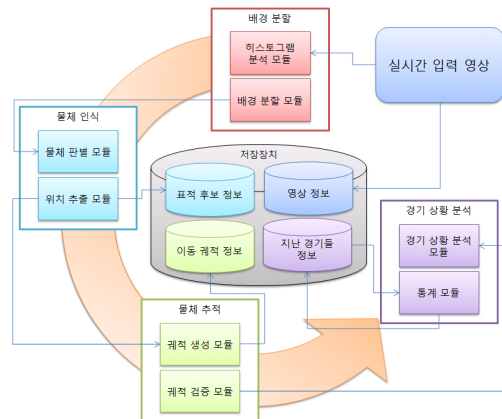 배경 분할
히스토그램
분석 모듈
배경 분할 모듈
실시간 입력 영상
물체 인식
물체 판별 모듈
위치 추출 모듈
저장장치
표적 후보 정보
영상 정보
이동 궤적 정보
지난 경기들
정보
경기 상황 분석
경기 상황 분석
모듈
통계 모듈
물체 추적
궤적 생성 모듈
궤적 검증 모듈